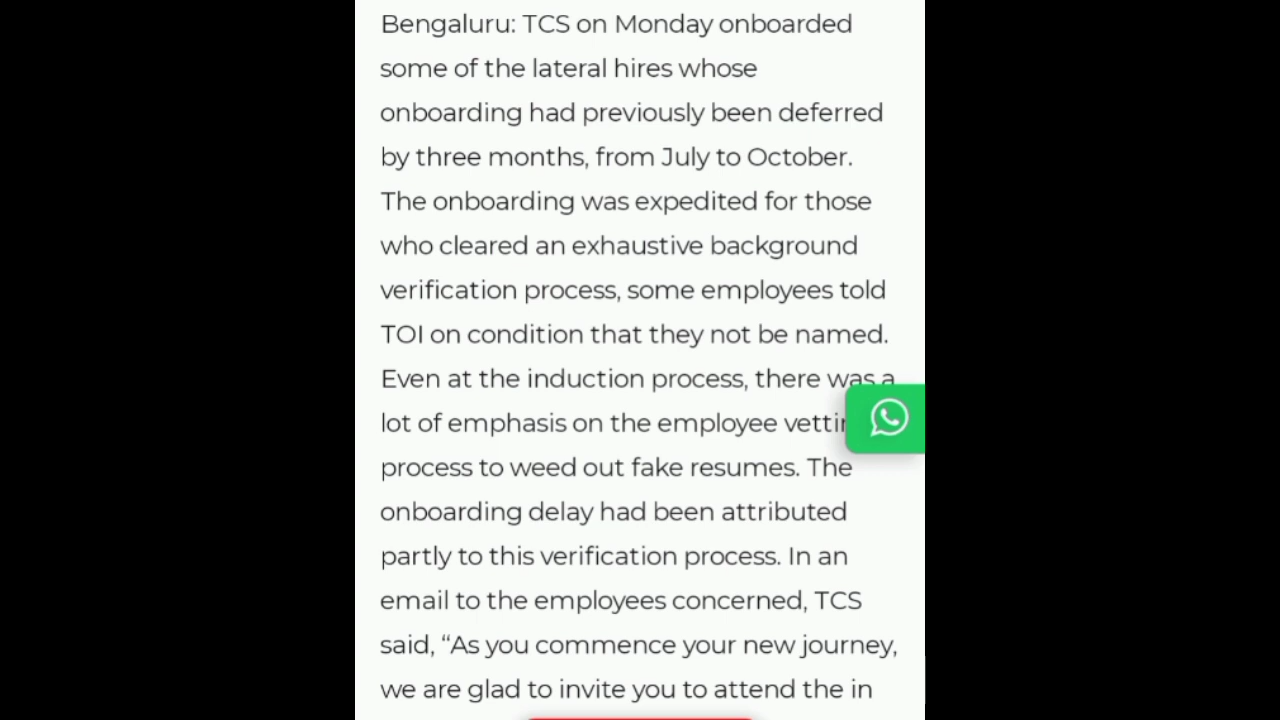 Bengaluru: TCS on Monday onboarded
some of the lateral hires whose
onboarding had previously been deferred
by three months, from July to October.
The onboarding was expedited for those
who cleared an exhaustive background
verification process, some employees told
TOI on condition that they not be named.
Even at the induction process, there was a
lot of emphasis on the employee
process to weed out fake resumes. The
onboarding delay had been attributed
partly to this verification process. In an
email to the employees concerned, TCS
said, “As you commence your new journey,
we are glad to invite you to attend the in